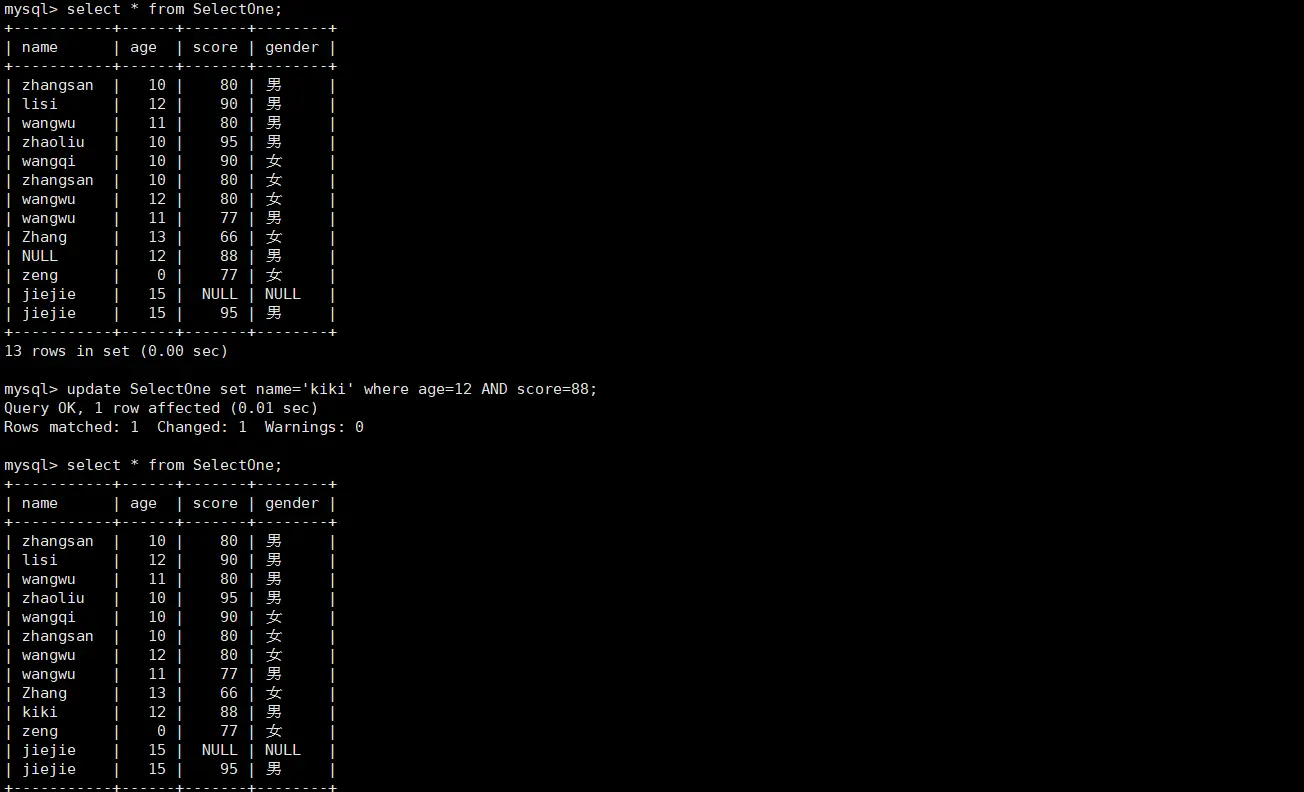 mysql> select * from SelectOne;
+-----------+------+-------+--------+
| name      | age  | score | gender |
+-----------+------+-------+--------+
| zhangsan  |   10 |    80 | 男     |
| lisi      |   12 |    90 | 男     |
| wangwu    |   11 |    80 | 男     |
| zhaoliu   |   10 |    95 | 男     |
| wangqi    |   10 |    90 | 女     |
| zhangsan  |   10 |    80 | 女     |
| wangwu    |   12 |    80 | 女     |
| wangwu    |   11 |    77 | 男     |
| Zhang     |   13 |    66 | 女     |
| NULL      |   12 |    88 | 男     |
| zeng      |    0 |    77 | 女     |
| jiejie    |   15 |  NULL | NULL   |
| jiejie    |   15 |    95 | 男     |
+-----------+------+-------+--------+
13 rows in set (0.00 sec)

mysql> update SelectOne set name='kiki' where age=12 AND score=88;
Query OK, 1 row affected (0.01 sec)
Rows matched: 1  Changed: 1  Warnings: 0

mysql> select * from SelectOne;
+-----------+------+-------+--------+
| name      | age  | score | gender |
+-----------+------+-------+--------+
| zhangsan  |   10 |    80 | 男     |
| lisi      |   12 |    90 | 男     |
| wangwu    |   11 |    80 | 男     |
| zhaoliu   |   10 |    95 | 男     |
| wangqi    |   10 |    90 | 女     |
| zhangsan  |   10 |    80 | 女     |
| wangwu    |   12 |    80 | 女     |
| wangwu    |   11 |    77 | 男     |
| Zhang     |   13 |    66 | 女     |
| kiki      |   12 |    88 | 男     |
| zeng      |    0 |    77 | 女     |
| jiejie    |   15 |  NULL | NULL   |
| jiejie    |   15 |    95 | 男     |
+-----------+------+-------+--------+